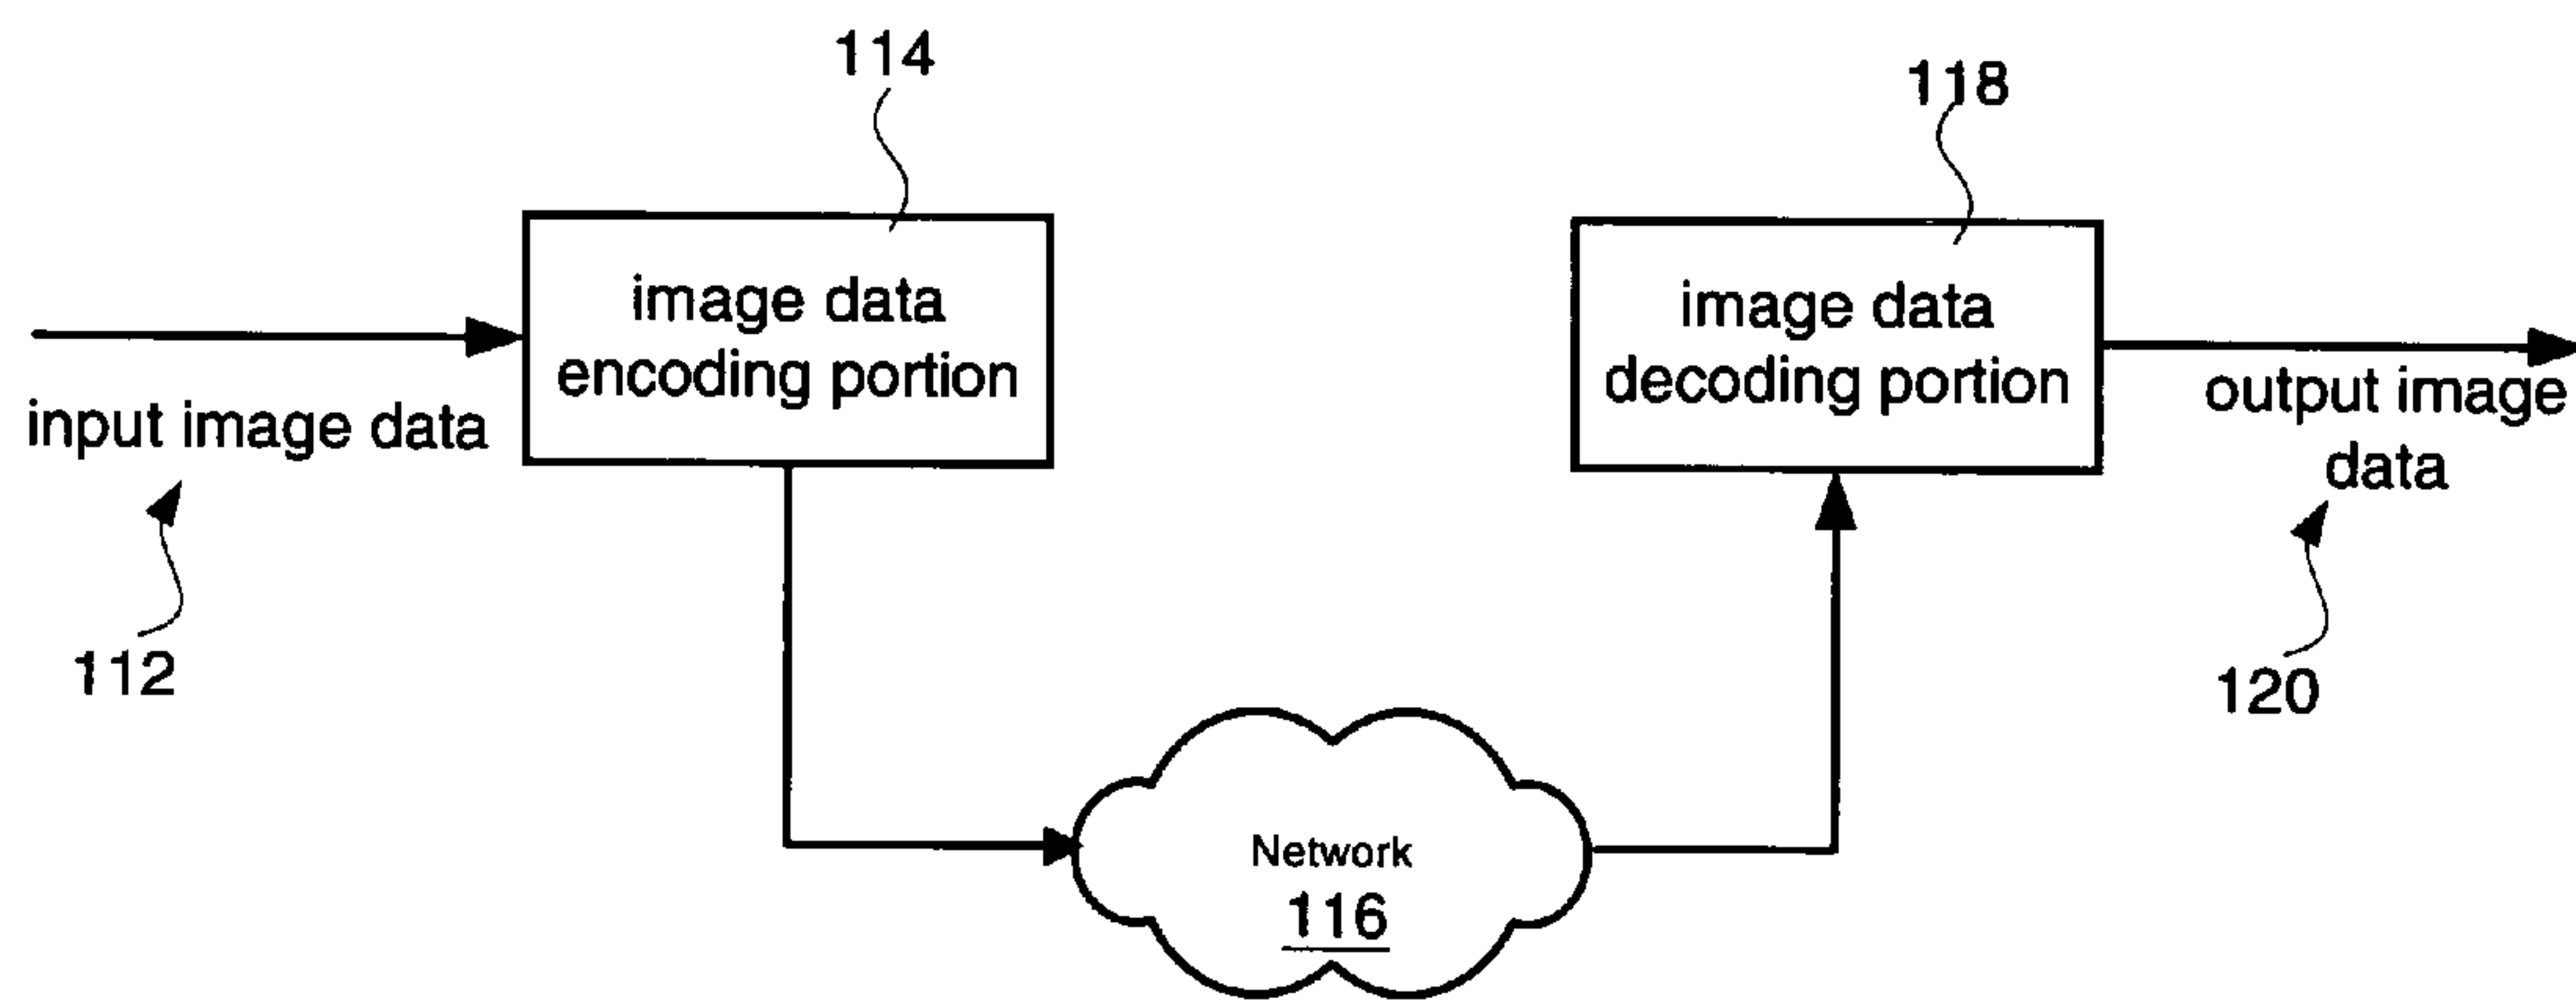 114
118
image data
encoding portion
image data
decoding portion
input image data
output image
data
112
120
Network
116